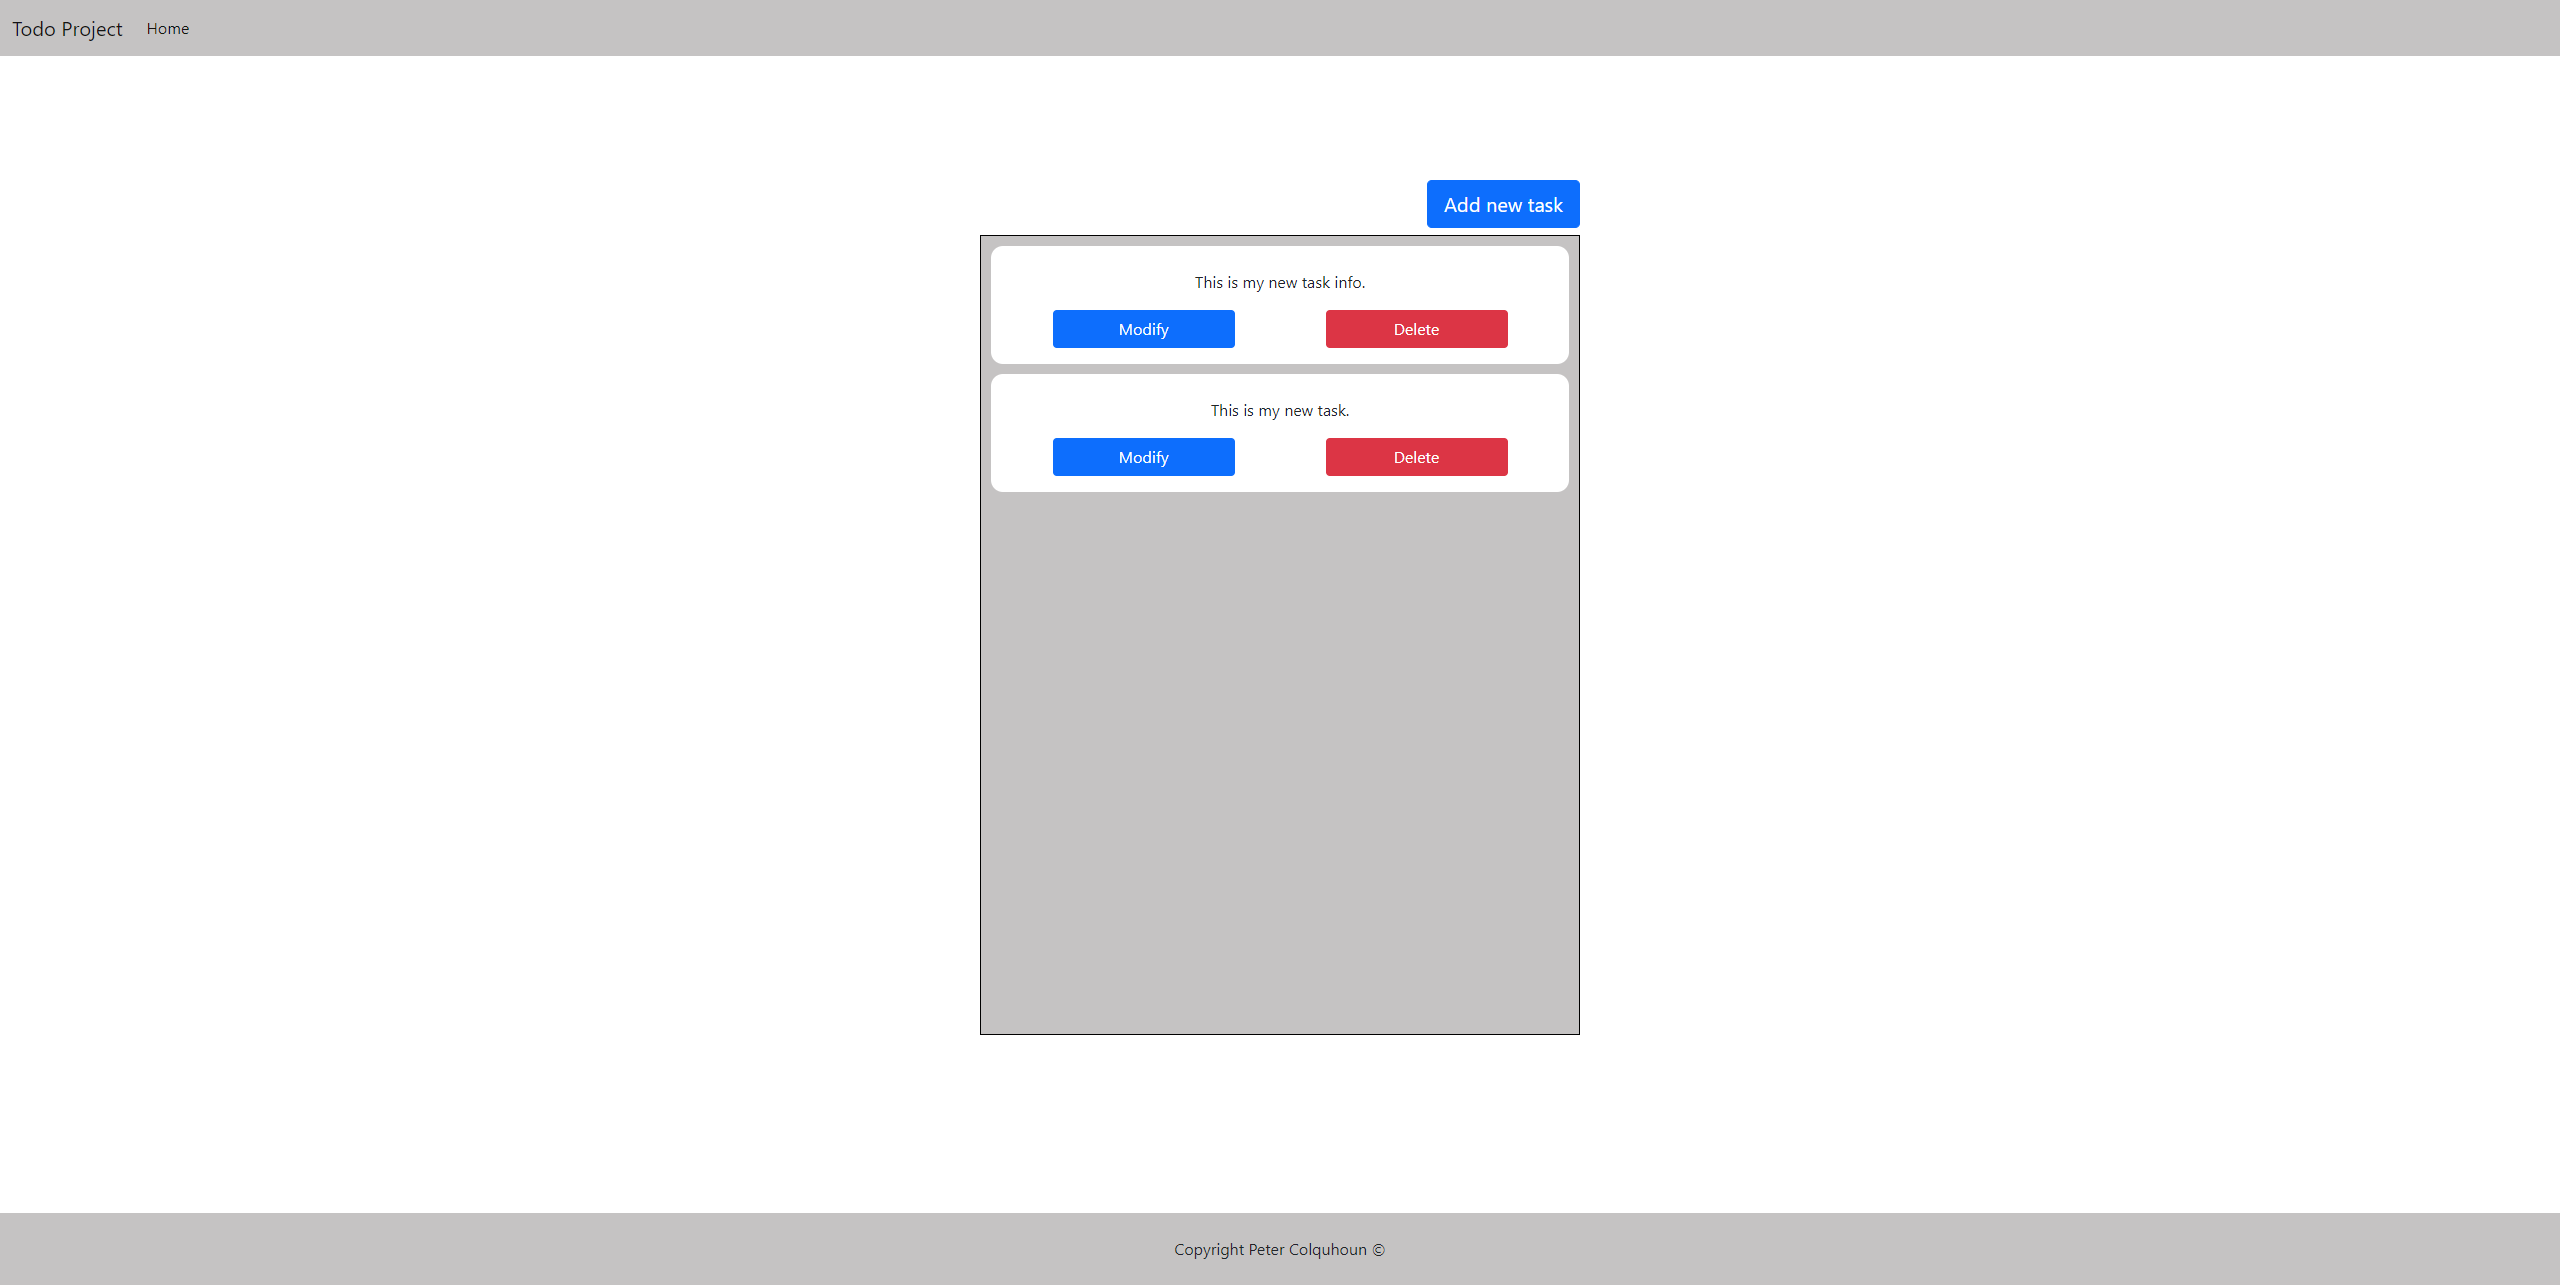 Todo Project Home
Add new task
This is my new task info.
Modify Delete
This is my new task.
Modify Delete
Copyright Peter Colquhoun ©